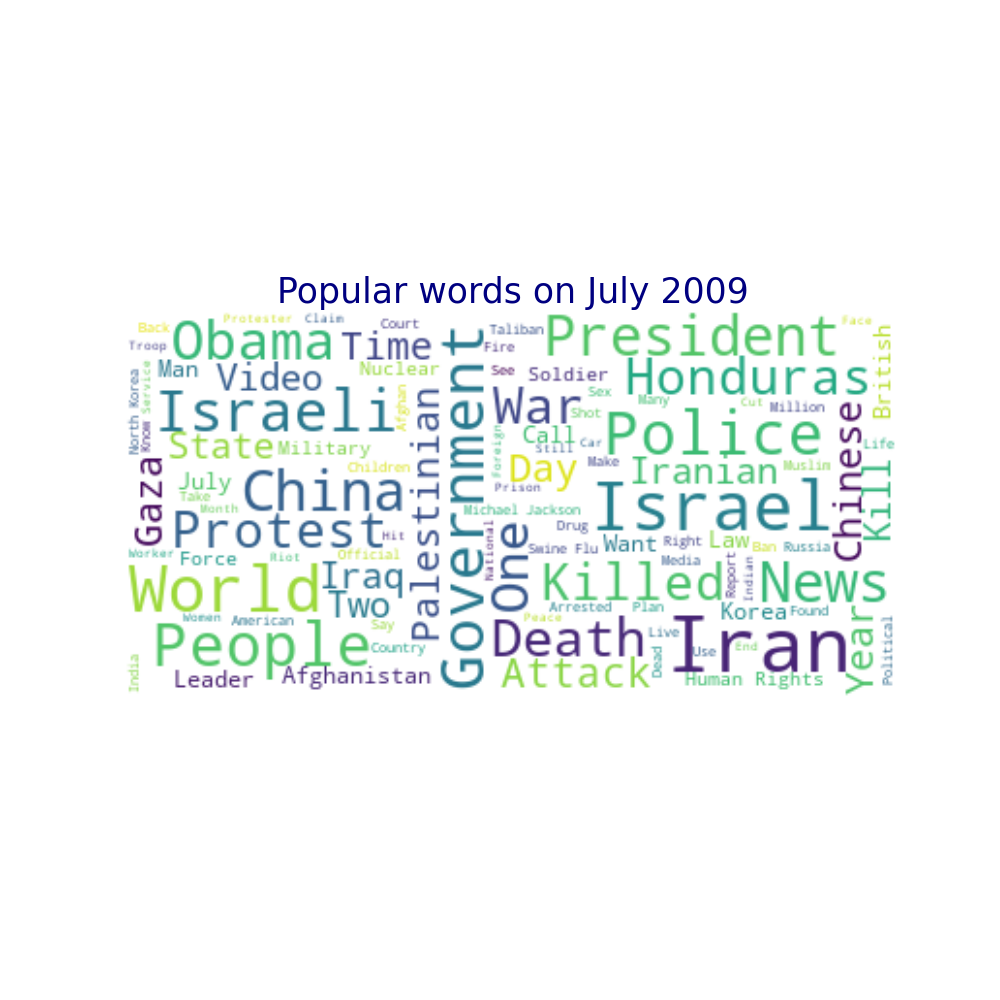 Popular words on July 2009
Back
Protester
Claim
Court
Taliban
President
Face
Troop
Obama
Time
Fire
British
North Korea
Service
Man
Video
Nuclear
Government
See
Soldier
Honduras
Know
Israeli
Afghan
Palestinian
War
Sex
Many
Cut
Million
Chinese
Shot
State
Military
Foreign
Call
Still
Car
Police
Life
Gaza
July
Children
Day
Make
Iranian
Muslim
Kill
Take
Month
China
Prison
Israel
Protest
Hit
Michael Jackson
National
One
Drug
Worker
Force
Riot
Official
Swine Flu
Want
Right
Law
Ban
Russia
Media
Report
Indian
World
Iraq
Two
Killed
News
Women
American
Say
Arrested
Plan
Korea
Found
Year
Political
People
Country
Peace
Death
Live
Dead
Use
Iran
End
India
Leader
Afghanistan
Attack
Human Rights